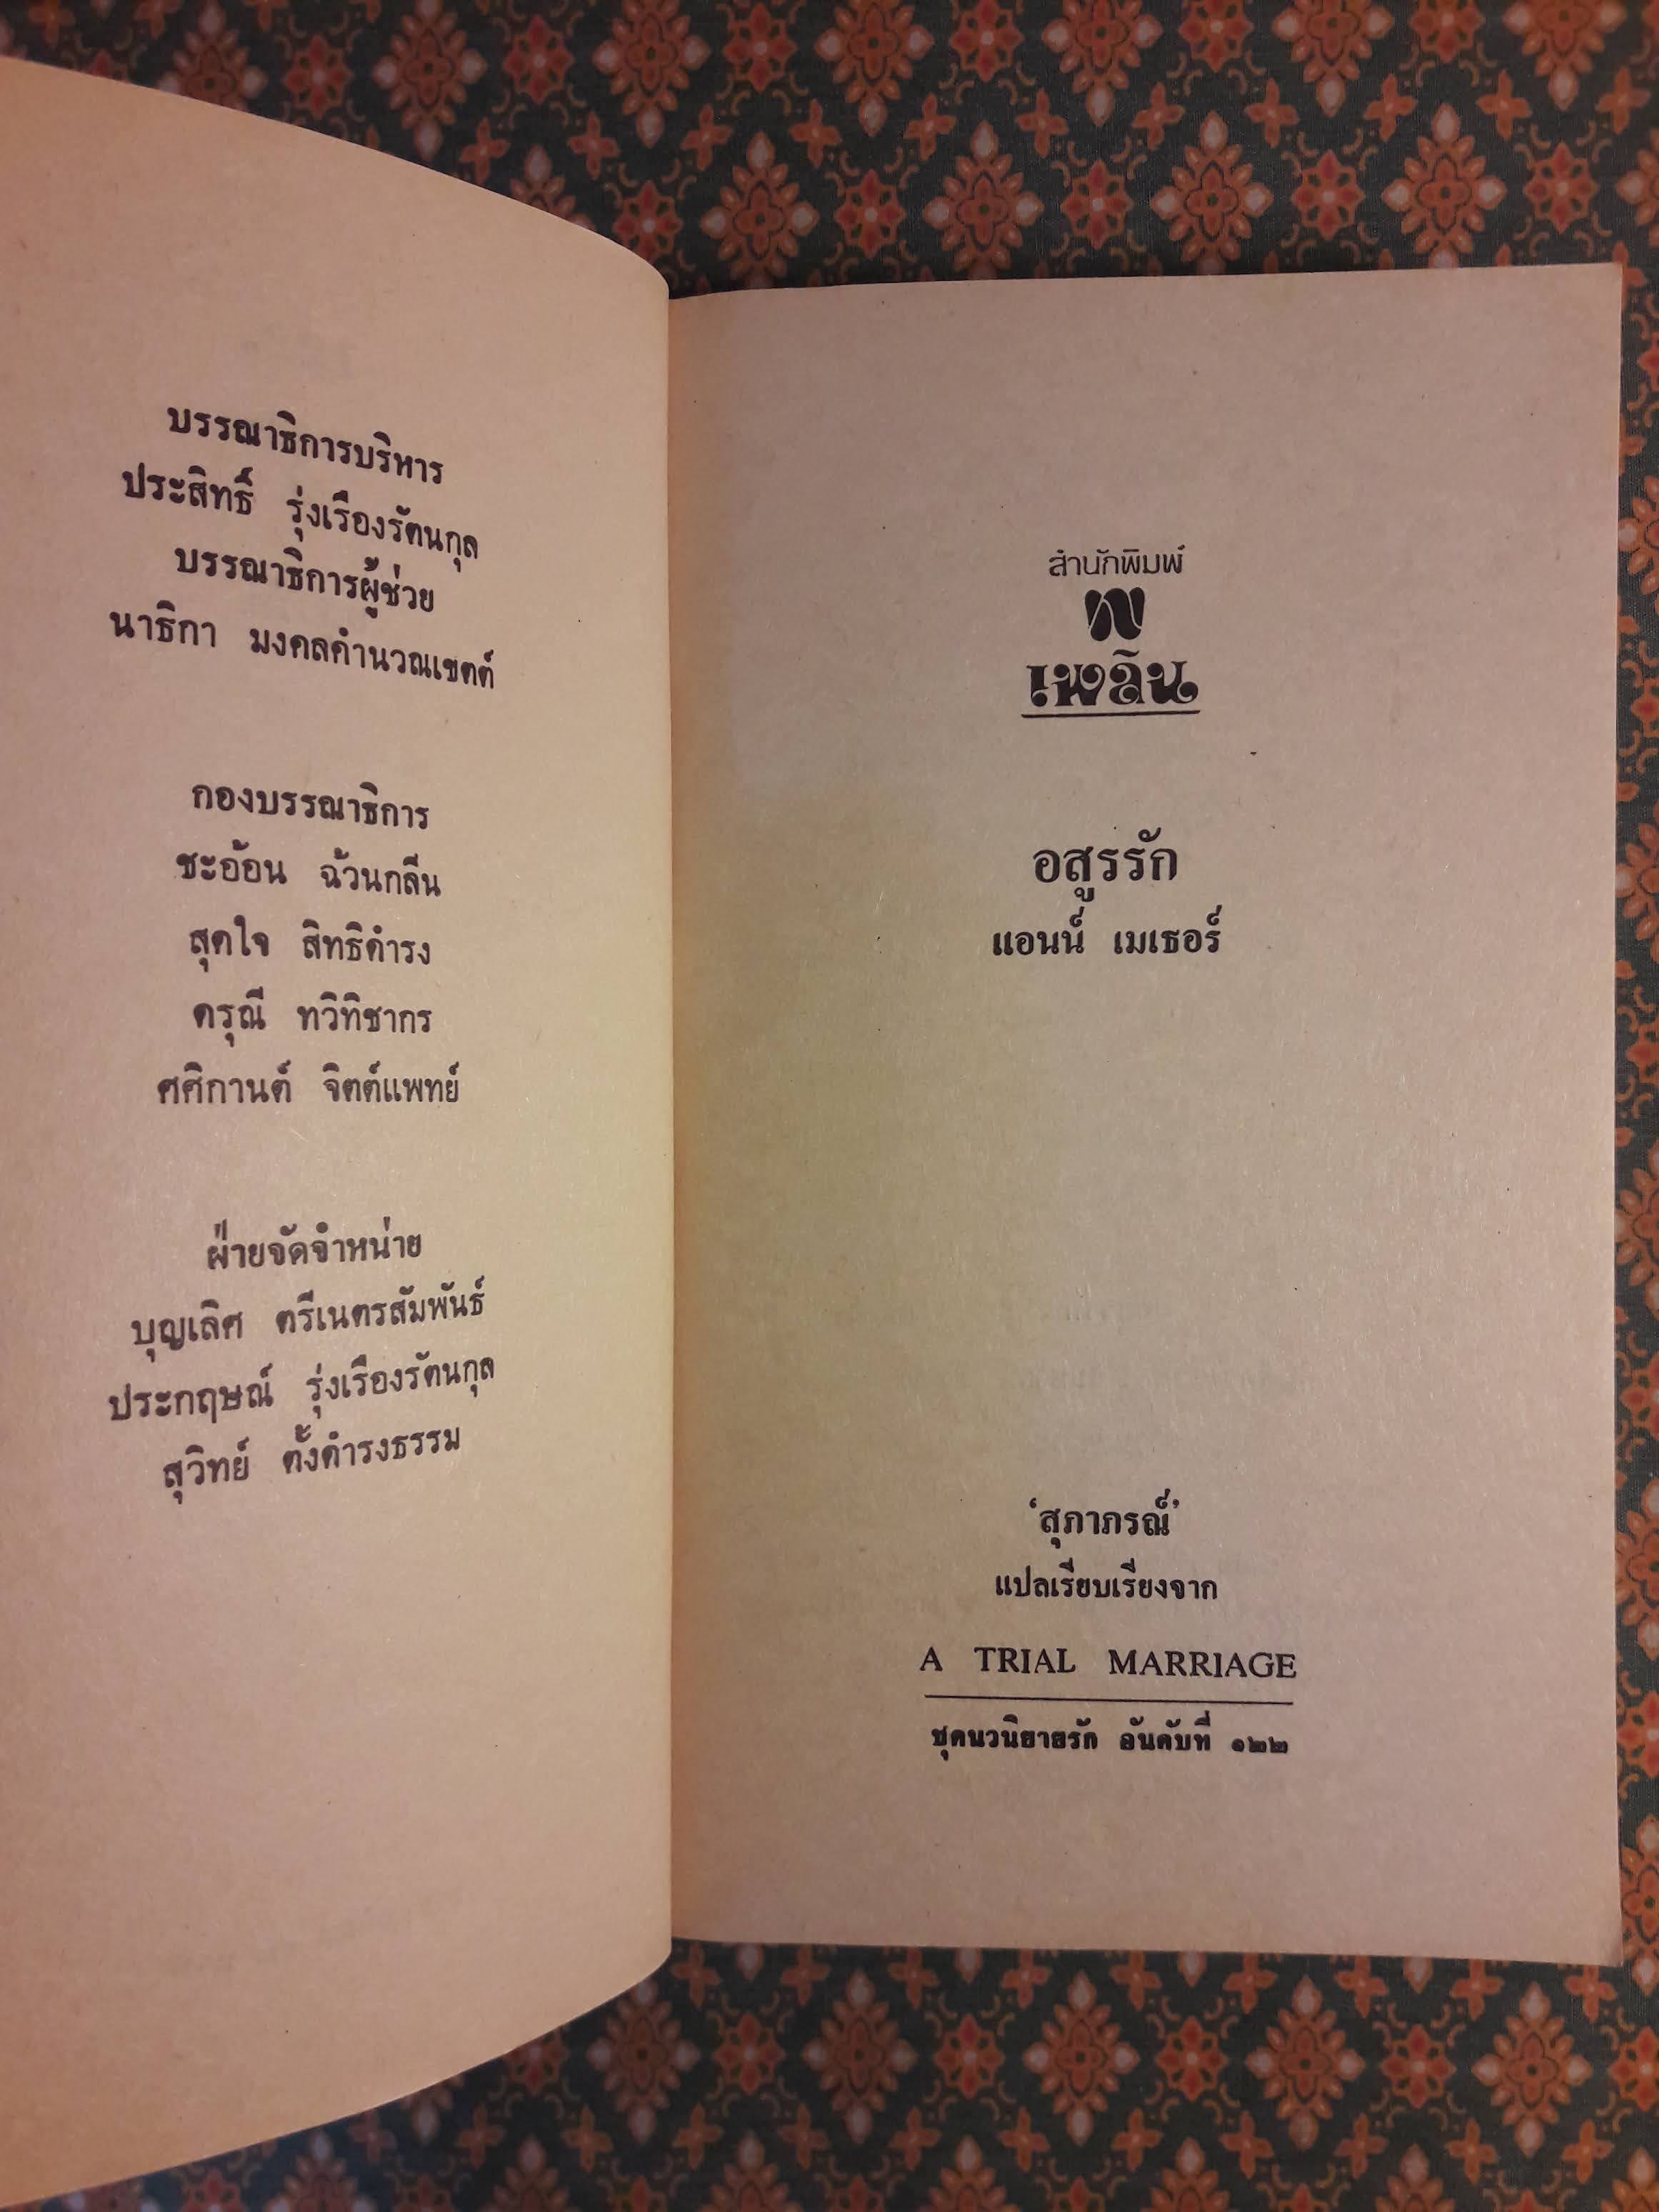 บรรณาธิการบริหาร
ประสิทธิ์ รุ่งเรืองรัตนกุล
บรรณาธิการผู้ช่วย
นาธิกา มงคลคำนวณเขตต์
กองบรรณาธิการ
ชะอ้อน ฉ้วนกลีน
สุดใจ สิทธิดำรง
ดรุณี ทวิทิชากร
ศศิกานต์ จิตต์แพทย์
ฝ่ายจัดจำหน่าย
บุญเลิศ ตรีเนตรสัมพันธ์
ประกฤษณ์ รุ่งเรืองรัตนกุล
สุวิทย์ ตั้งดำรงธรรม
สำนักพิมพ์
เพลิน
อสูรรัก
แอนน์ เมเธอร์
‘สุภาภรณ์’
แปลเรียบเรียงจาก
A TRIAL MARRIAGE
ชุดนวนิยายรัก อันดับที่ ๑๒๒